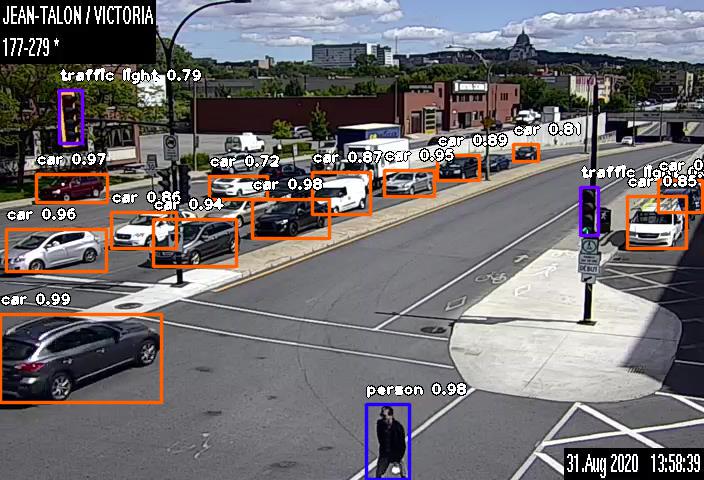 JEAN-TALON / VICTORIA
177-279 *
traffic light 0.79
car 0.81
car 0.89
car 0.97
car 0.72
car 0.87
car 0.95
car 0.98
traffic light
car 0.85
car 0.86
car 0.94
car 0.96
car 0.99
person 0.98
DÉBUT
31.Aug 2020 13:58:39